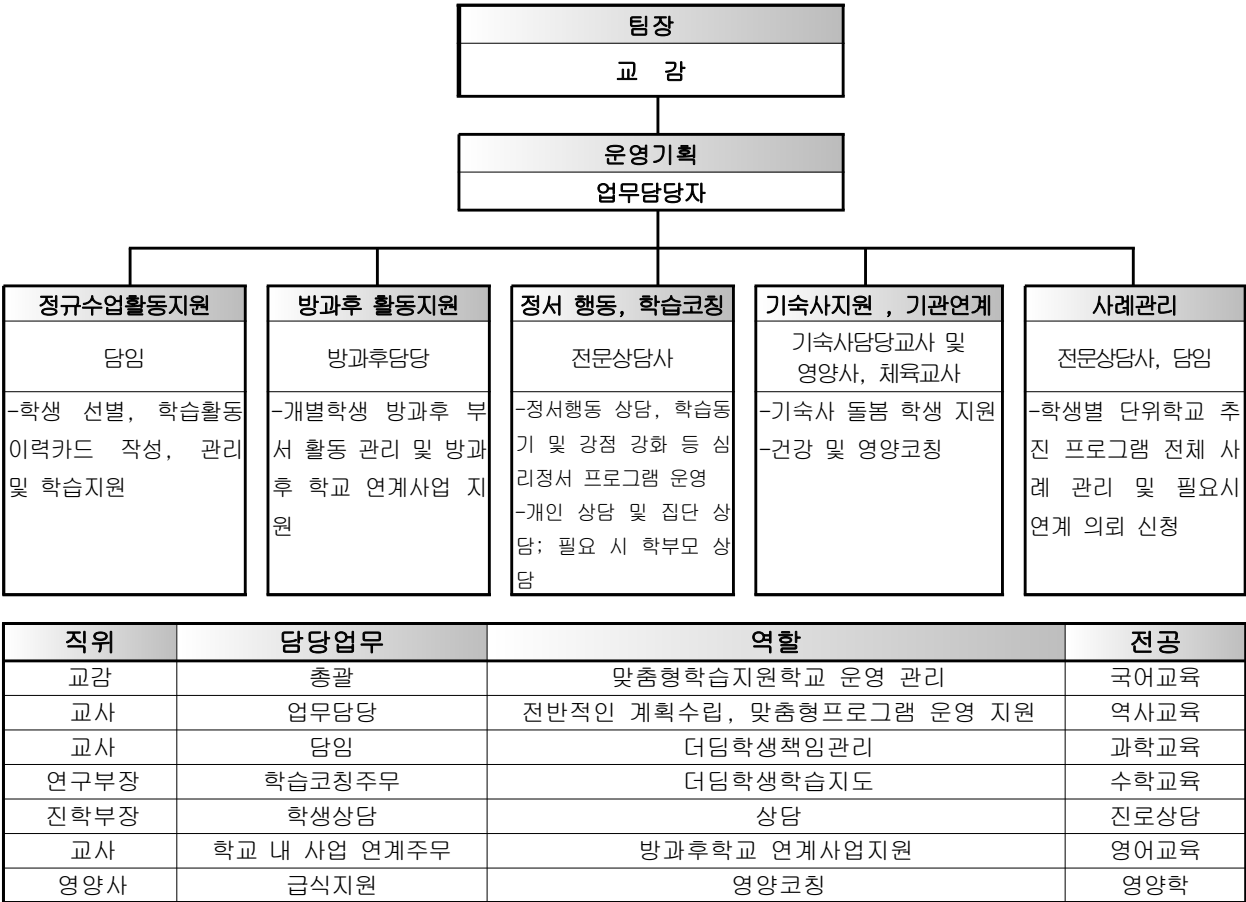 팀장
교 감
운영기획
업무담당자
정규수업활동지원
담임
-학생 선별, 학습활동
이력카드 작성, 관리
및 학습지원
방과후 활동지원
방과후담당
-개별학생 방과후 부
서 활동 관리 및 방과
후 학교 연계사업 지
원
정서 행동, 학습코칭
전문상담사
-정서행동 상담, 학습동
기 및 강점 강화 등 심
리정서 프로그램 운영
-개인 상담 및 집단 상
담; 필요 시 학부모 상
담
기숙사지원 , 기관연계
기숙사담당교사 및
영양사, 체육교사
-기숙사 돌봄 학생 지원
-건강 및 영양코칭
사례관리
전문상담사, 담임
-학생별 단위학교 추
진 프로그램 전체 사
례 관리 및 필요시
연계 의뢰 신청
직위 담당업무 역할 전공
교감 총괄 맞춤형학습지원학교 운영 관리 국어교육
교사 업무담당 전반적인 계획수립, 맞춤형프로그램 운영 지원 역사교육
교사 담임 더딤학생책임관리 과학교육
연구부장 학습코칭주무 더딤학생학습지도 수학교육
진학부장 학생상담 상담 진로상담
교사 학교 내 사업 연계주무 방과후학교 연계사업지원 영어교육
영양사 급식지원 영양코칭 영양학